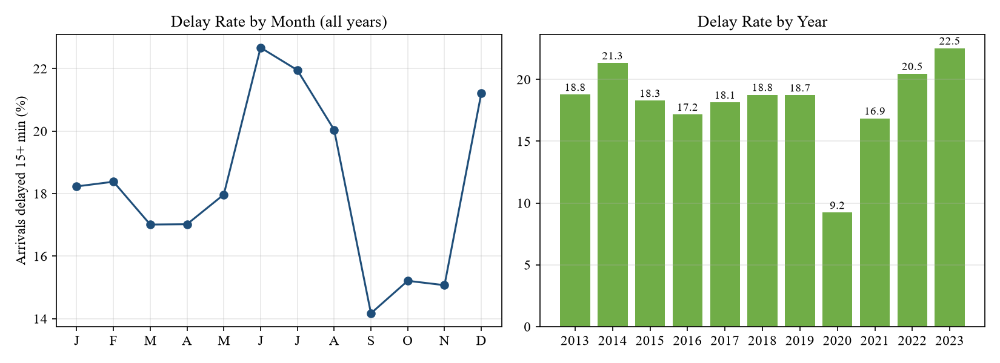 Delay Rate by Month (all years)
Arrivals delayed 15+ min (%)
22
20
18
16
14
J F M A M J J A S O N D
Delay Rate by Year
20
15
10
5
0
18.8 21.3 18.3 17.2 18.1 18.8 18.7 9.2 16.9 20.5 22.5
2013 2014 2015 2016 2017 2018 2019 2020 2021 2022 2023